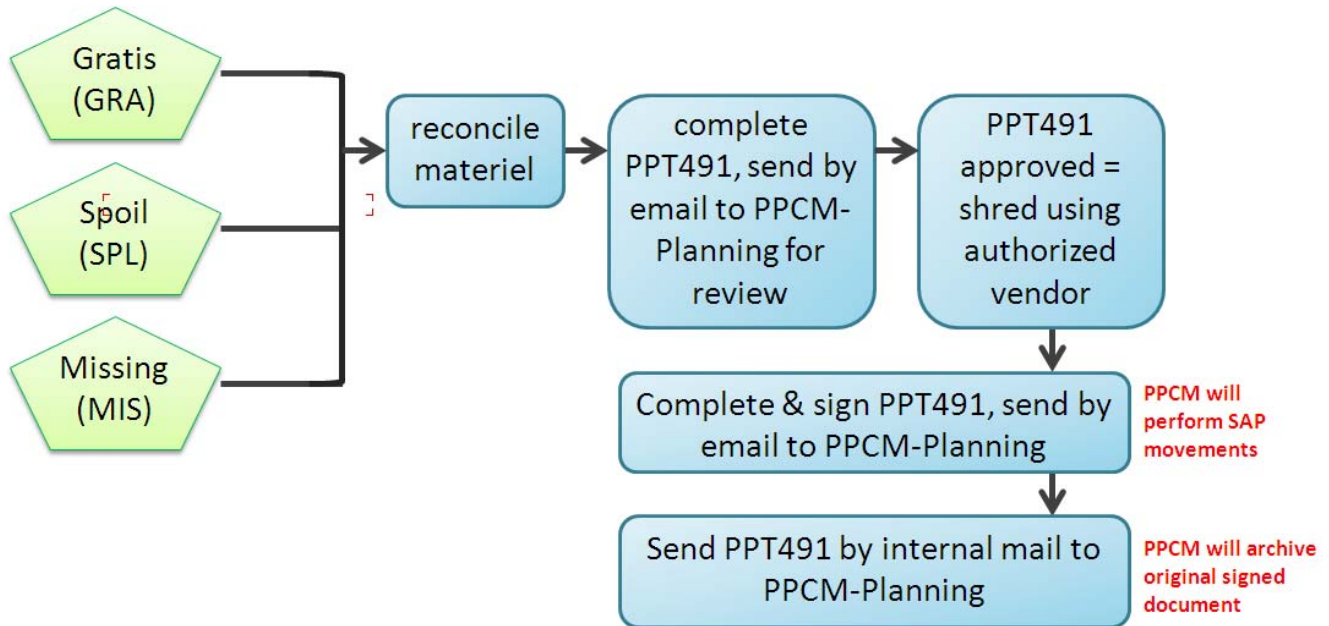 Gratis
(GRA)
Spoil
(SPL)
Missing
(MIS)
reconcile
materiel
complete
PPT491, send by
email to PPCM-
Planning for
review
PPT491
approved =
shred using
authorized
vendor
Complete & sign PPT491, send by
email to PPCM-Planning
PPCM will
perform SAP
movements
Send PPT491 by internal mail to
PPCM-Planning
PPCM will archive
original signed
document